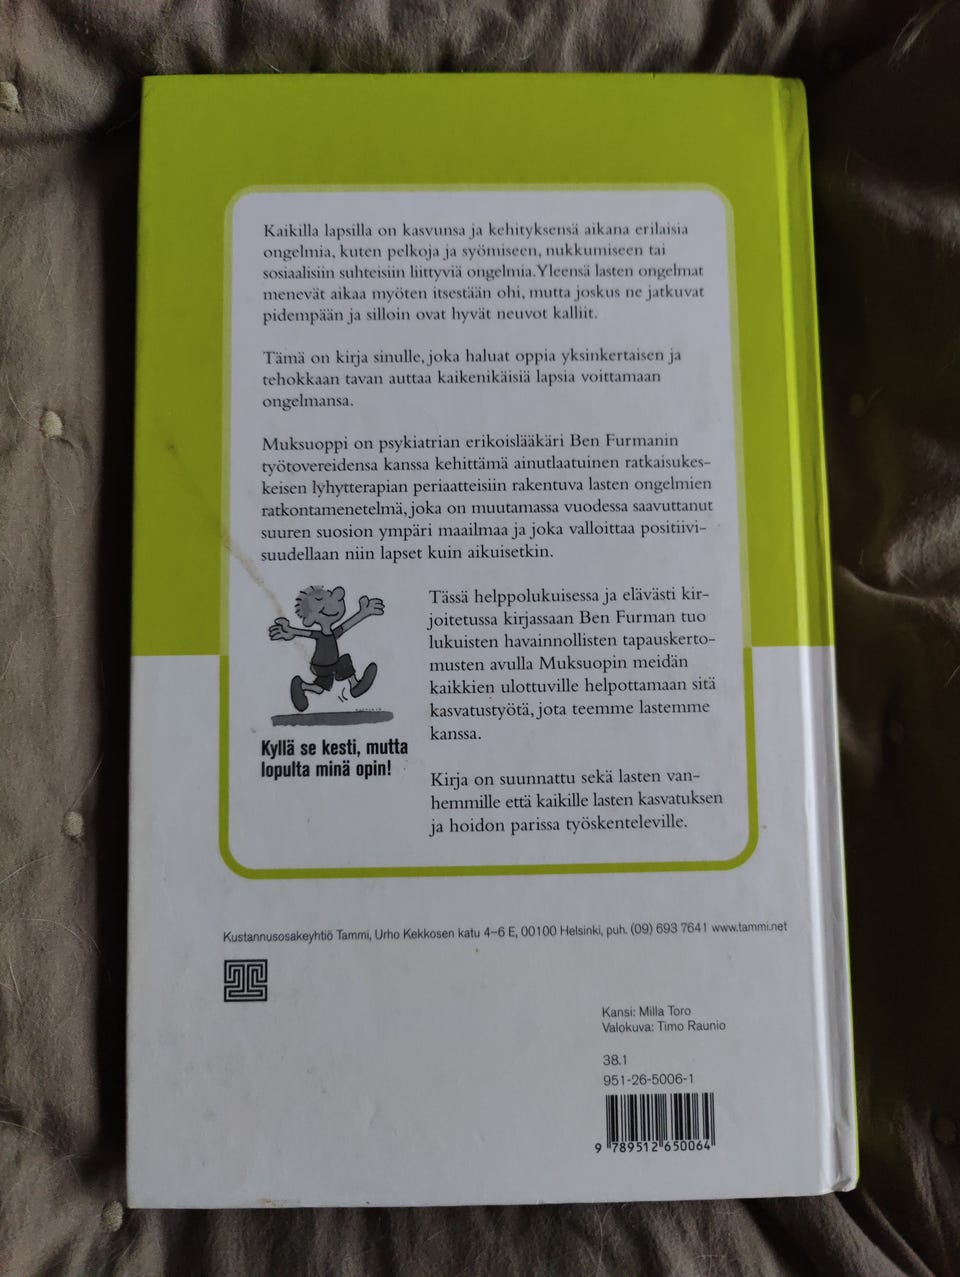 Kaikilla lapsilla on kasvunsa ja kehityksensä aikana erilaisia
ongelmia, kuten pelkoja ja syömiseen, nukkumiseen tai
sosiaalisiin suhteisiin liittyviä ongelmia. Yleensä lasten ongelmat
menevät aikaa myöten itsestään ohi, mutta joskus ne jatkuvat
pidempään ja silloin ovat hyvät neuvot kalliit.
Tämä on kirja sinulle, joka haluat oppia yksinkertaisen ja
tehokkaan tavan auttaa kaikenikäisiä lapsia voittamaan
ongelmansa.
Muksuoppi on psykiatrian erikoislääkäri Ben Furmanin
työtovereidensa kanssa kehittämä ainutlaatuinen ratkaisukes-
keisen lyhytterapian periaatteisiin rakentuva lasten ongelmien
ratkontamenetelmä, joka on muutamassa vuodessa saavuttanut
suuren suosion ympäri maailmaa ja joka valloittaa positiivi-
suudellaan niin lapset kuin aikuisetkin.
Tässä helppolukuisessa ja elävästi kir-
joitetussa kirjassaan Ben Furman tuo
lukuisten havainnollisten tapauskerto-
musten avulla Muksuopin meidän
kaikkien ulottuville helpottamaan sitä
kasvatustyötä, jota teemme lastemme
kanssa.
Kyllä se kesti, mutta
lopulta minä opin!
Kirja on suunnattu sekä lasten van-
hemmille että kaikille lasten kasvatuksen
ja hoidon parissa työskenteleville.
Kustannusosakeyhtiö Tammi, Urho Kekkosen katu 4–6 E, 00100 Helsinki, puh. (09) 693 7641 www.tammi.net
Kansi: Milla Toro
Valokuva: Timo Raunio
38.1
951-26-5006-1
9 789512 650064